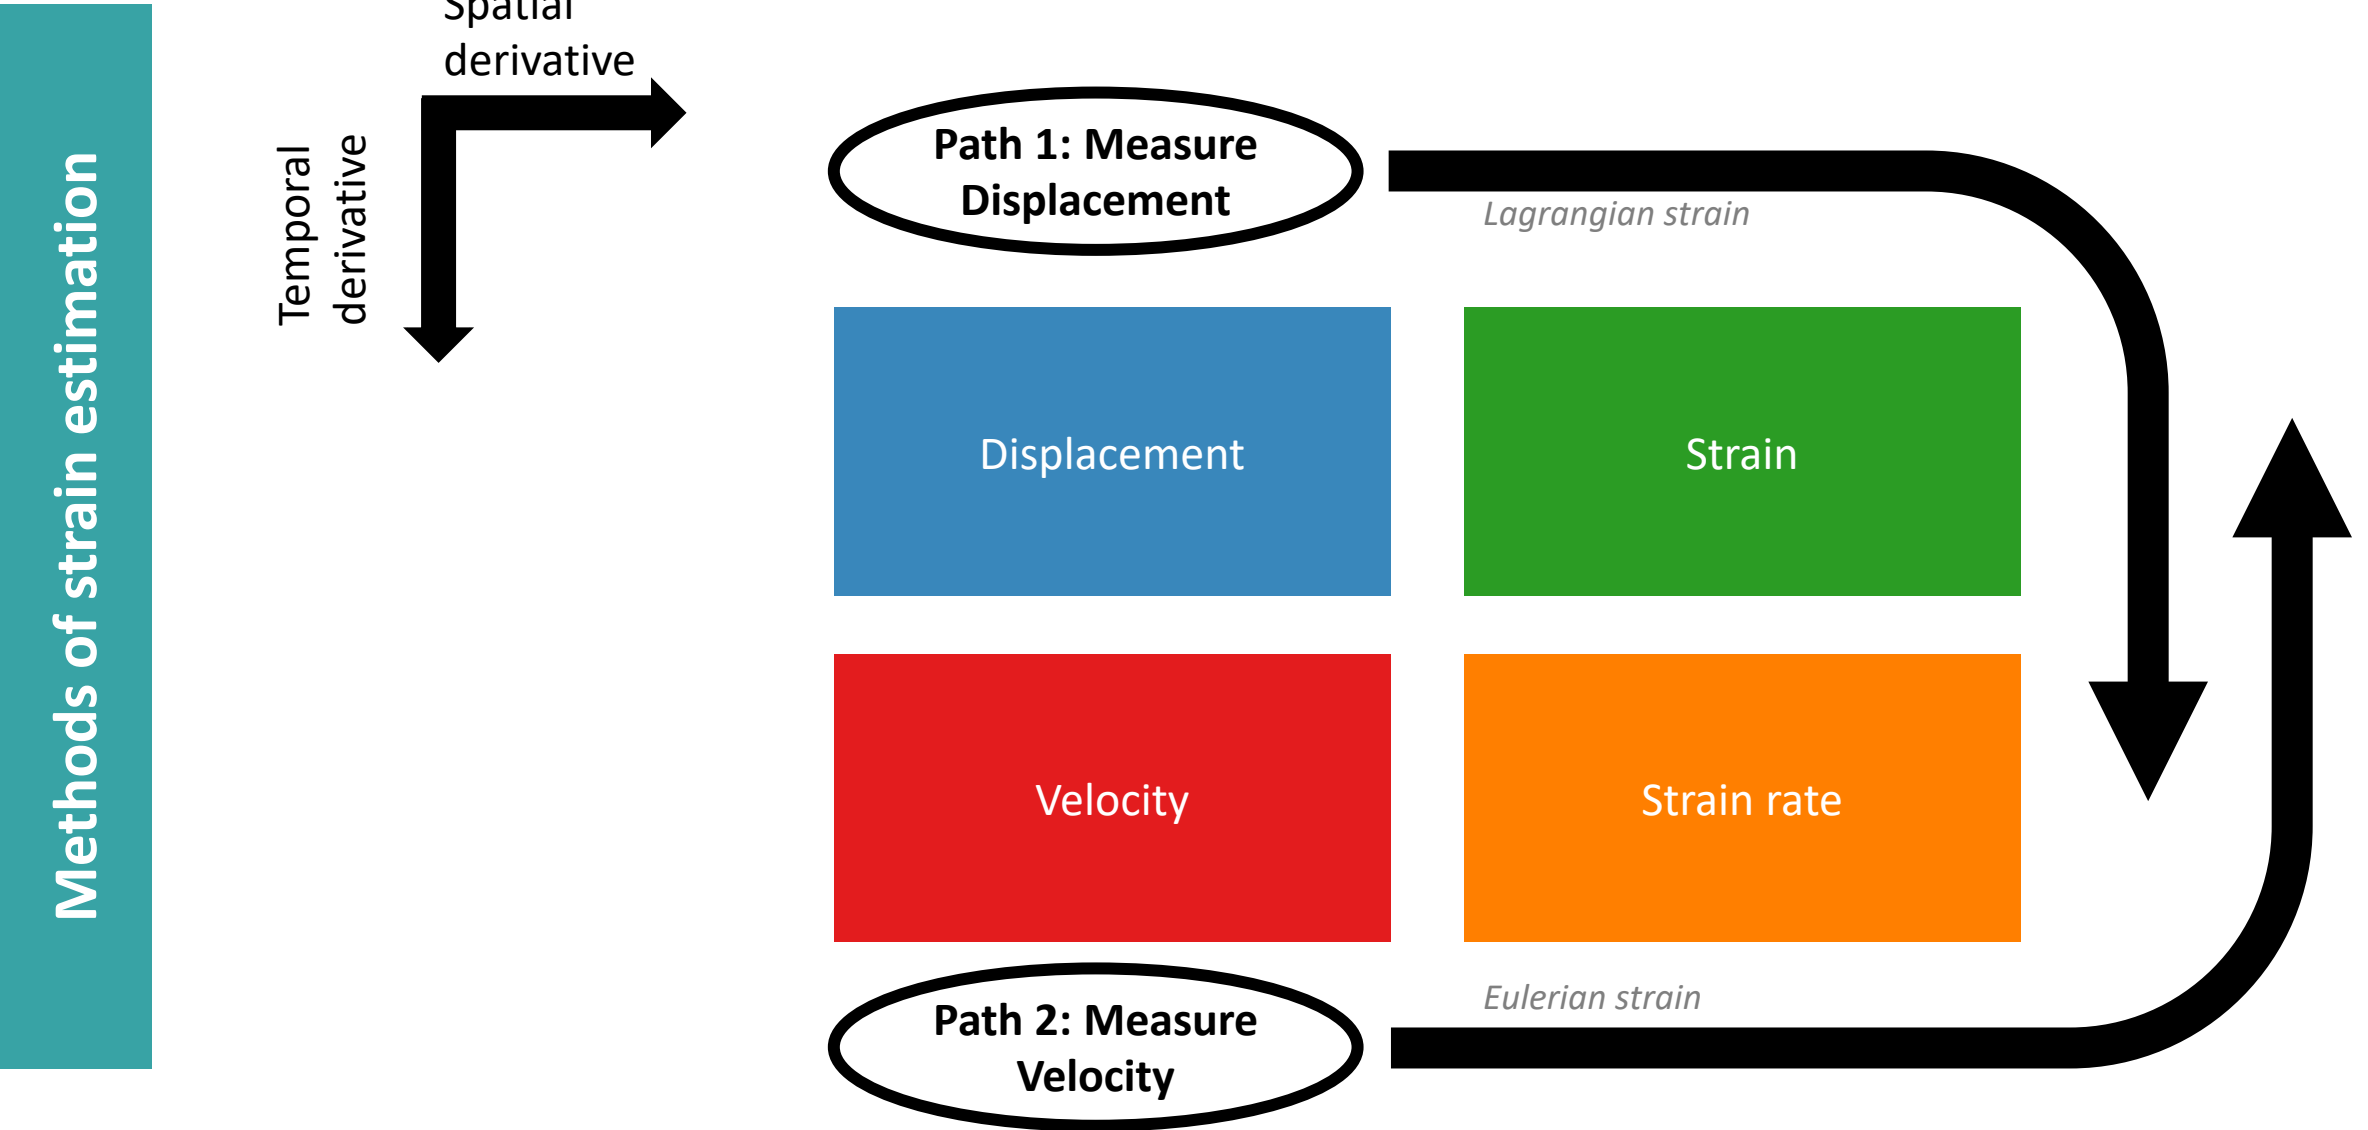 Methods of strain estimation
Spatial
derivative
Temporal
derivative
Path 1: Measure
Displacement
Lagrangian strain
Displacement
Strain
Velocity
Strain rate
Eulerian strain
Path 2: Measure
Velocity